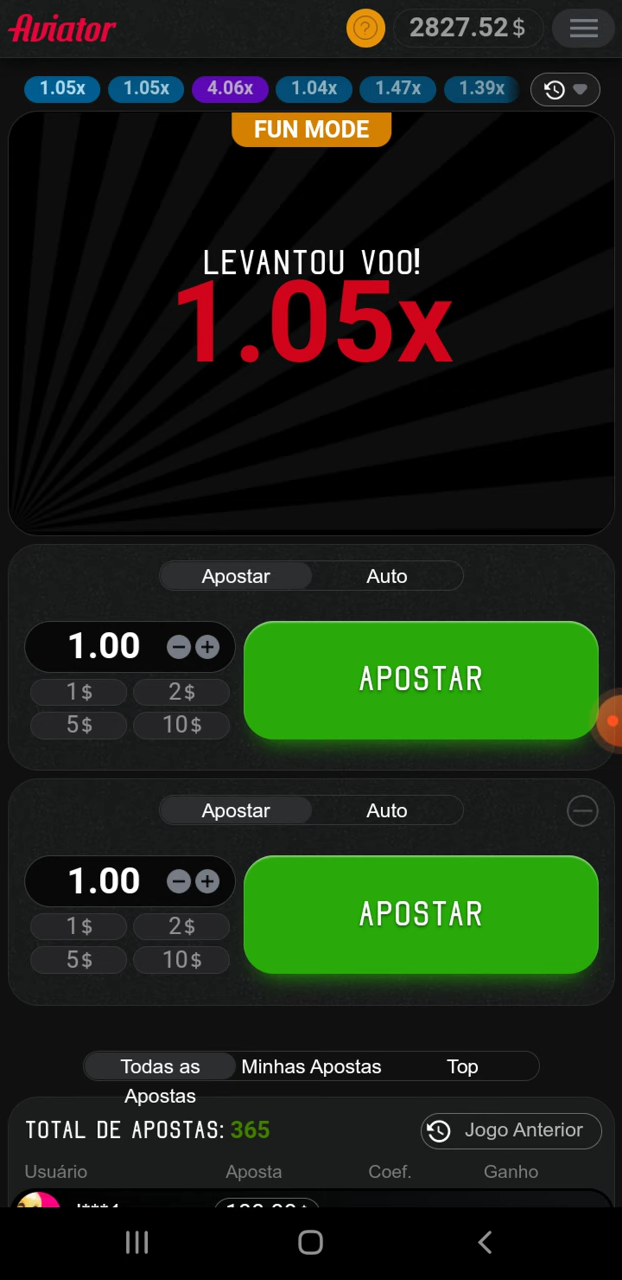 Aviator
? 2827.52 $
1.05x 1.05x 4.06x 1.04x 1.47x 1.39x
FUN MODE
LEVANTOU VOO!
1.05x
Apostar Auto
1.00
1$ 2$
5$ 10$
APOSTAR
Apostar Auto
1.00
1$ 2$
5$ 10$
APOSTAR
Todas as Apostas Minhas Apostas Top
TOTAL DE APOSTAS: 365
Jogo Anterior
Usuário Aposta Coef. Ganho